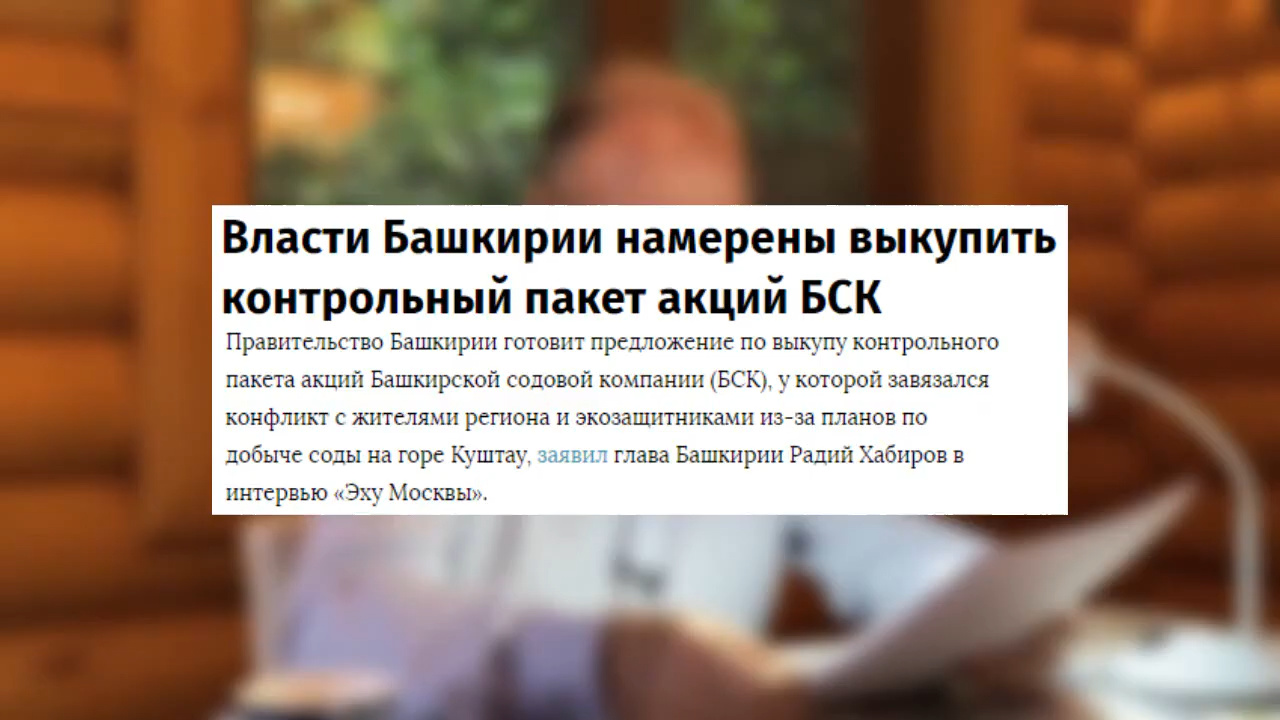 Власти Башкирии намерены выкупить
контрольный пакет акций БСК
Правительство Башкирии готовит предложение по выкупу контрольного
пакета акций Башкирской содовой компании (БСК), у которой завязался
конфликт с жителями региона и экозащитниками из-за планов по
добыче соды на горе Куштау, заявил глава Башкирии Радий Хабиров в
интервью «Эху Москвы».